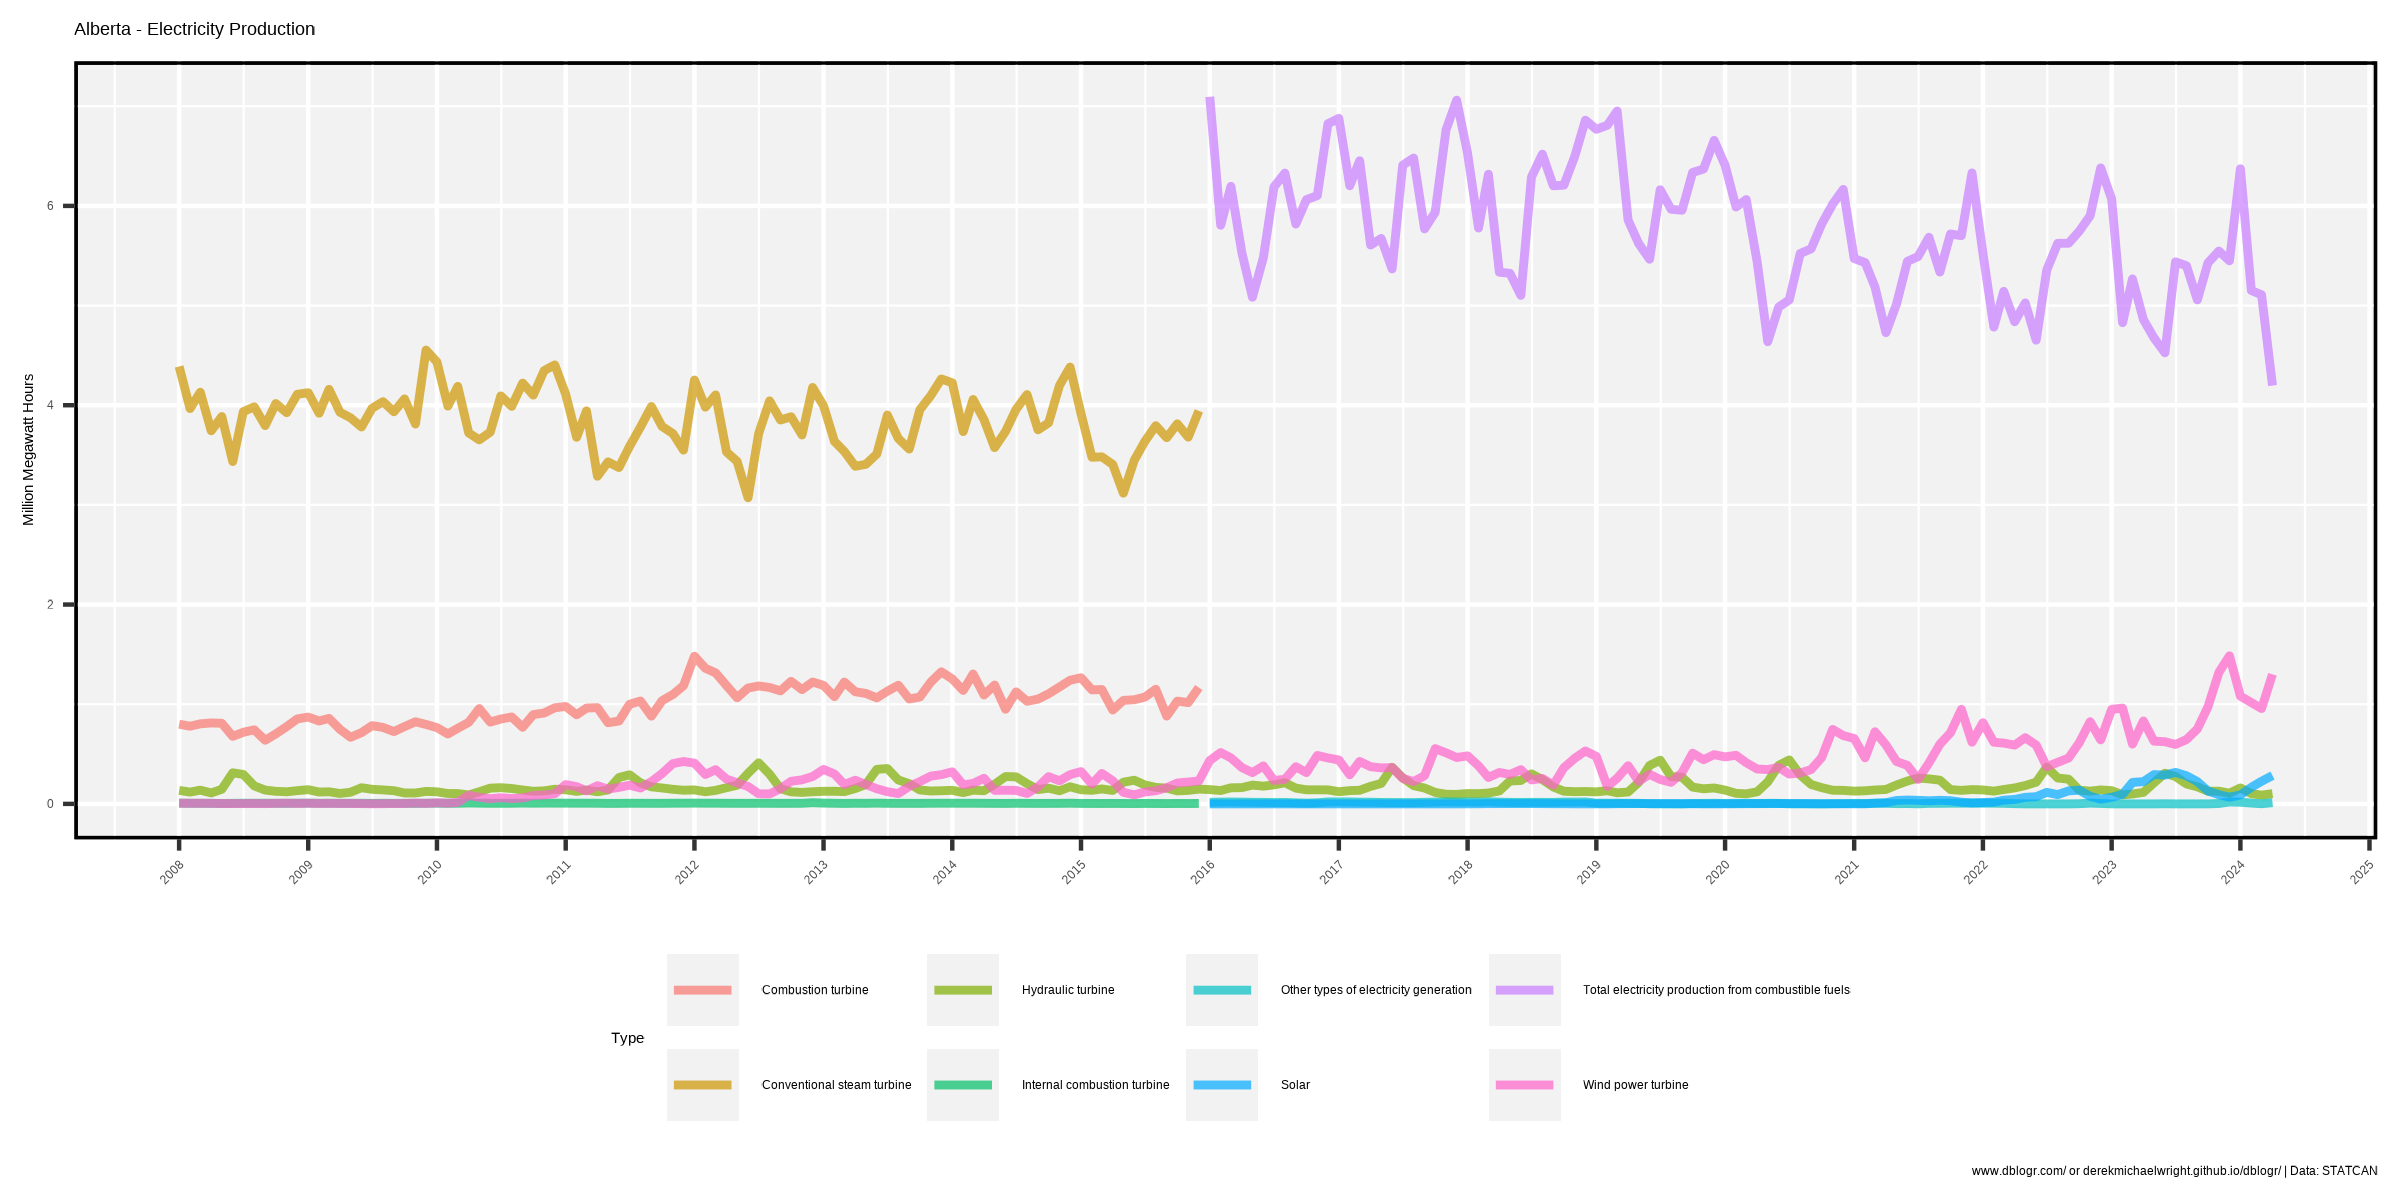 Alberta - Electricity Production
Million Megawatt Hours
6
4
2
0
2008
2009
2010
2011
2012
2013
2014
2015
2016
2017
2018
2019
2020
2021
2022
2023
2024
2025
Type
Combustion turbine
Hydraulic turbine
Other types of electricity generation
Total electricity production from combustible fuels
Conventional steam turbine
Internal combustion turbine
Solar
Wind power turbine
www.dblogr.com/ or derekmichaelwright.github.io/dblogr/ | Data: STATCAN